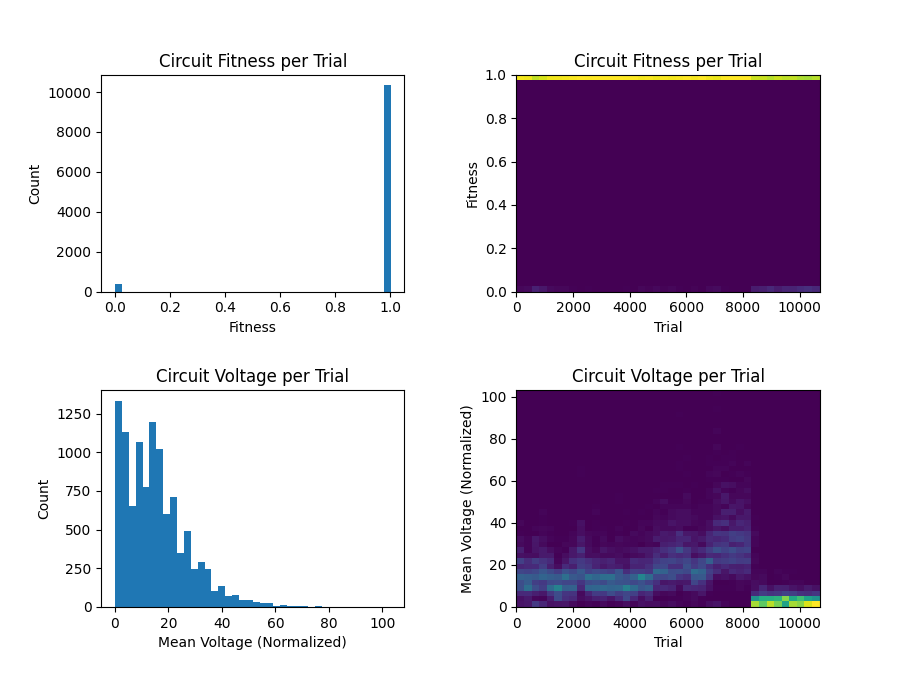 Circuit Fitness per Trial
10000
8000
6000
4000
2000
0
Count
0.0 0.2 0.4 0.6 0.8 1.0
Fitness
Circuit Fitness per Trial
1.0
0.8
0.6
0.4
0.2
0.0
Fitness
0 2000 4000 6000 8000 10000
Trial
Circuit Voltage per Trial
1250
1000
750
500
250
0
Count
0 20 40 60 80 100
Mean Voltage (Normalized)
Circuit Voltage per Trial
100
80
60
40
20
0
Mean Voltage (Normalized)
0 2000 4000 6000 8000 10000
Trial